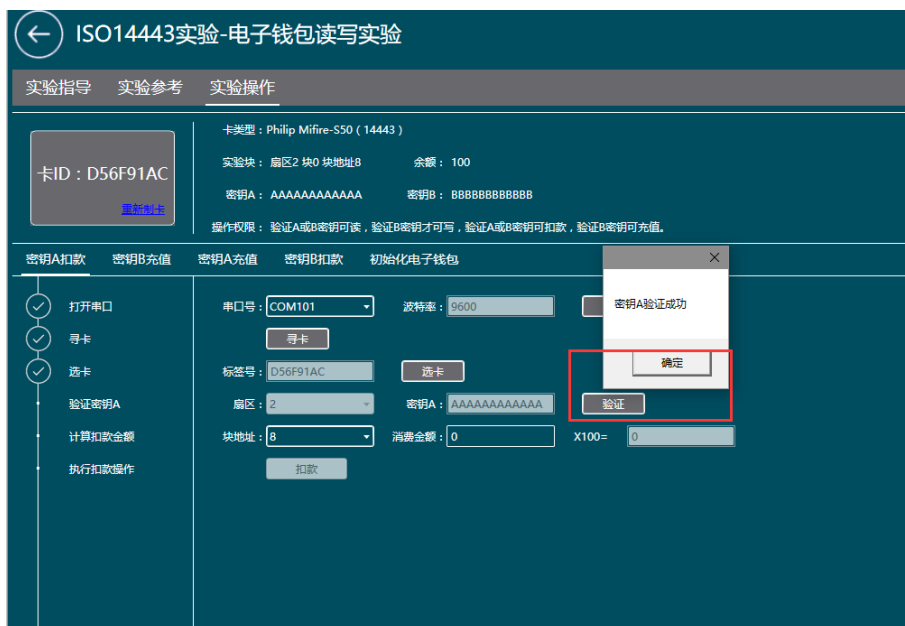 ISO14443实验-电子钱包读写实验
实验指导 实验参考 实验操作
卡ID：D56F91AC
重新制卡
卡类型：Philip Mifire-S50（14443）
实验块： 扇区2 块0 块地址8 余额： 100
密钥A： AAAAAAAAAAAA 密钥B： BBBBBBBBBBBB
操作权限： 验证A或B密钥可读，验证B密钥才可写，验证A或B密钥可扣款，验证B密钥可充值。
密钥A扣款 密钥B充值 密钥A充值 密钥B扣款 初始化电子钱包
密钥A验证成功
确定
打开串口 串口号： COM101 波特率： 9600
寻卡 寻卡
选卡 标签号： D56F91AC 选卡
验证密钥A 扇区： 2 密钥A： AAAAAAAAAAAA 验证
计算扣款金额 块地址： 8 消费金额： 0 X100= 0
执行扣款操作 扣款